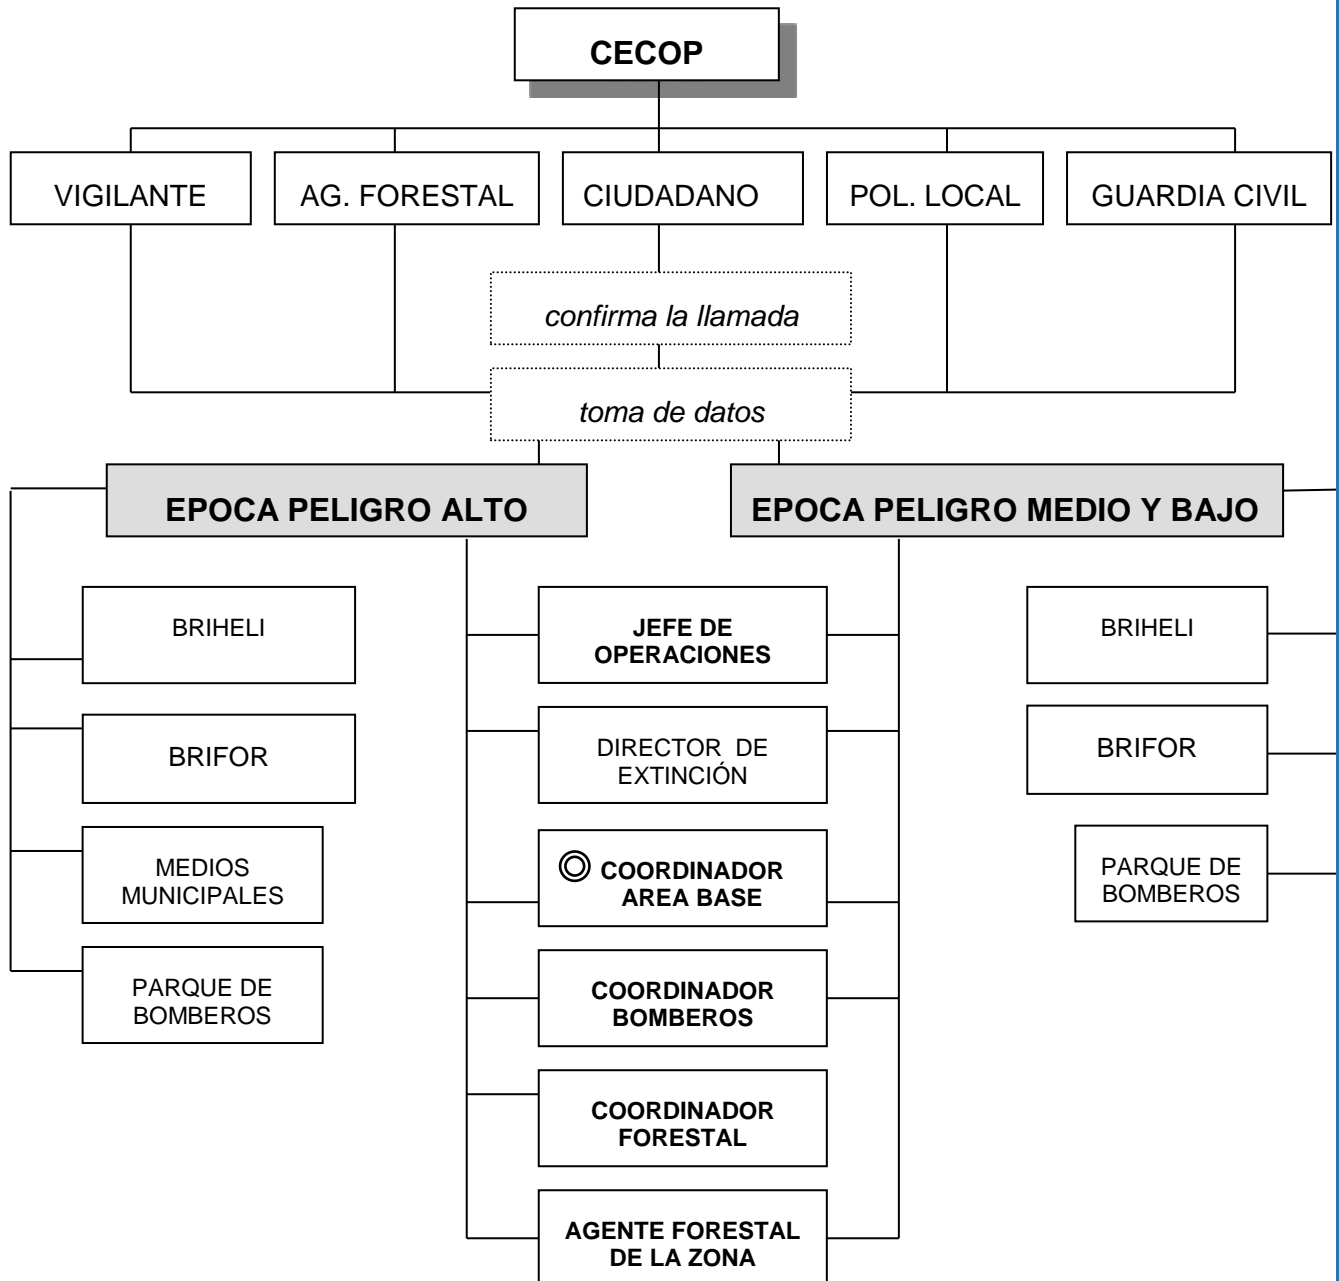 CECOP
VIGILANTE
AG. FORESTAL
CIUDADANO
POL. LOCAL
GUARDIA CIVIL
confirma la llamada
toma de datos
EPOCA PELIGRO ALTO
EPOCA PELIGRO MEDIO Y BAJO
BRIHELI
BRIFOR
MEDIOS
MUNICIPALES
PARQUE DE
BOMBEROS
JEFE DE
OPERACIONES
DIRECTOR DE
EXTINCIÓN
COORDINADOR
AREA BASE
COORDINADOR
BOMBEROS
COORDINADOR
FORESTAL
AGENTE FORESTAL
DE LA ZONA
BRIHELI
BRIFOR
PARQUE DE
BOMBEROS